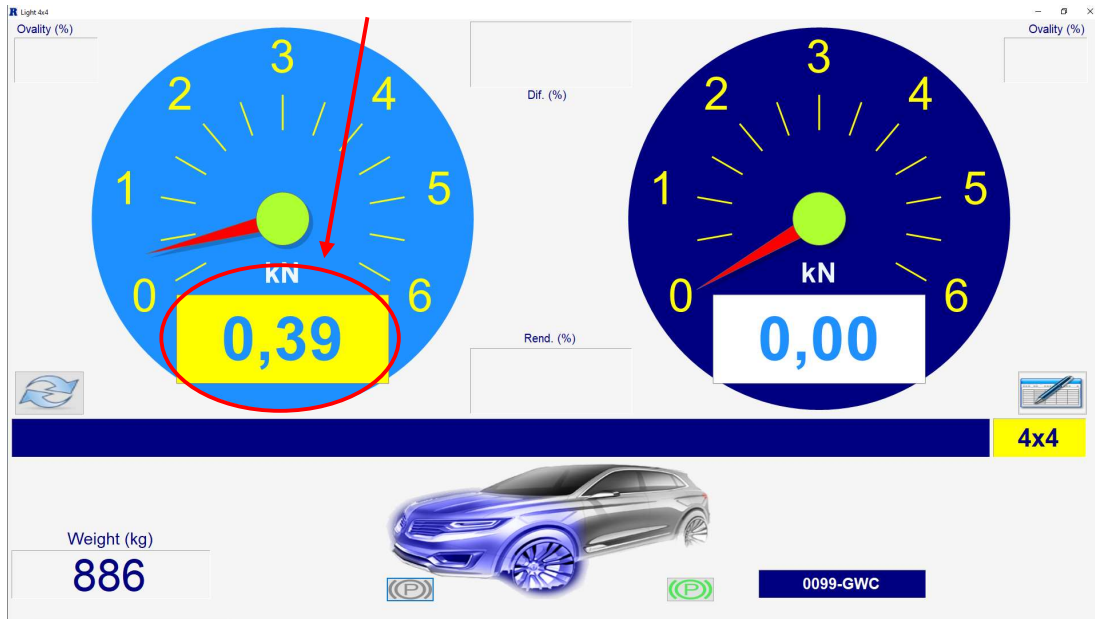 R Light 4x4
Ovality (%)
Ovality (%)
Dif. (%)
0
1
2
3
4
5
6
kN
0,39
0
1
2
3
4
5
6
kN
0,00
Rend. (%)
4x4
Weight (kg)
886
(P)
(P)
0099-GWC